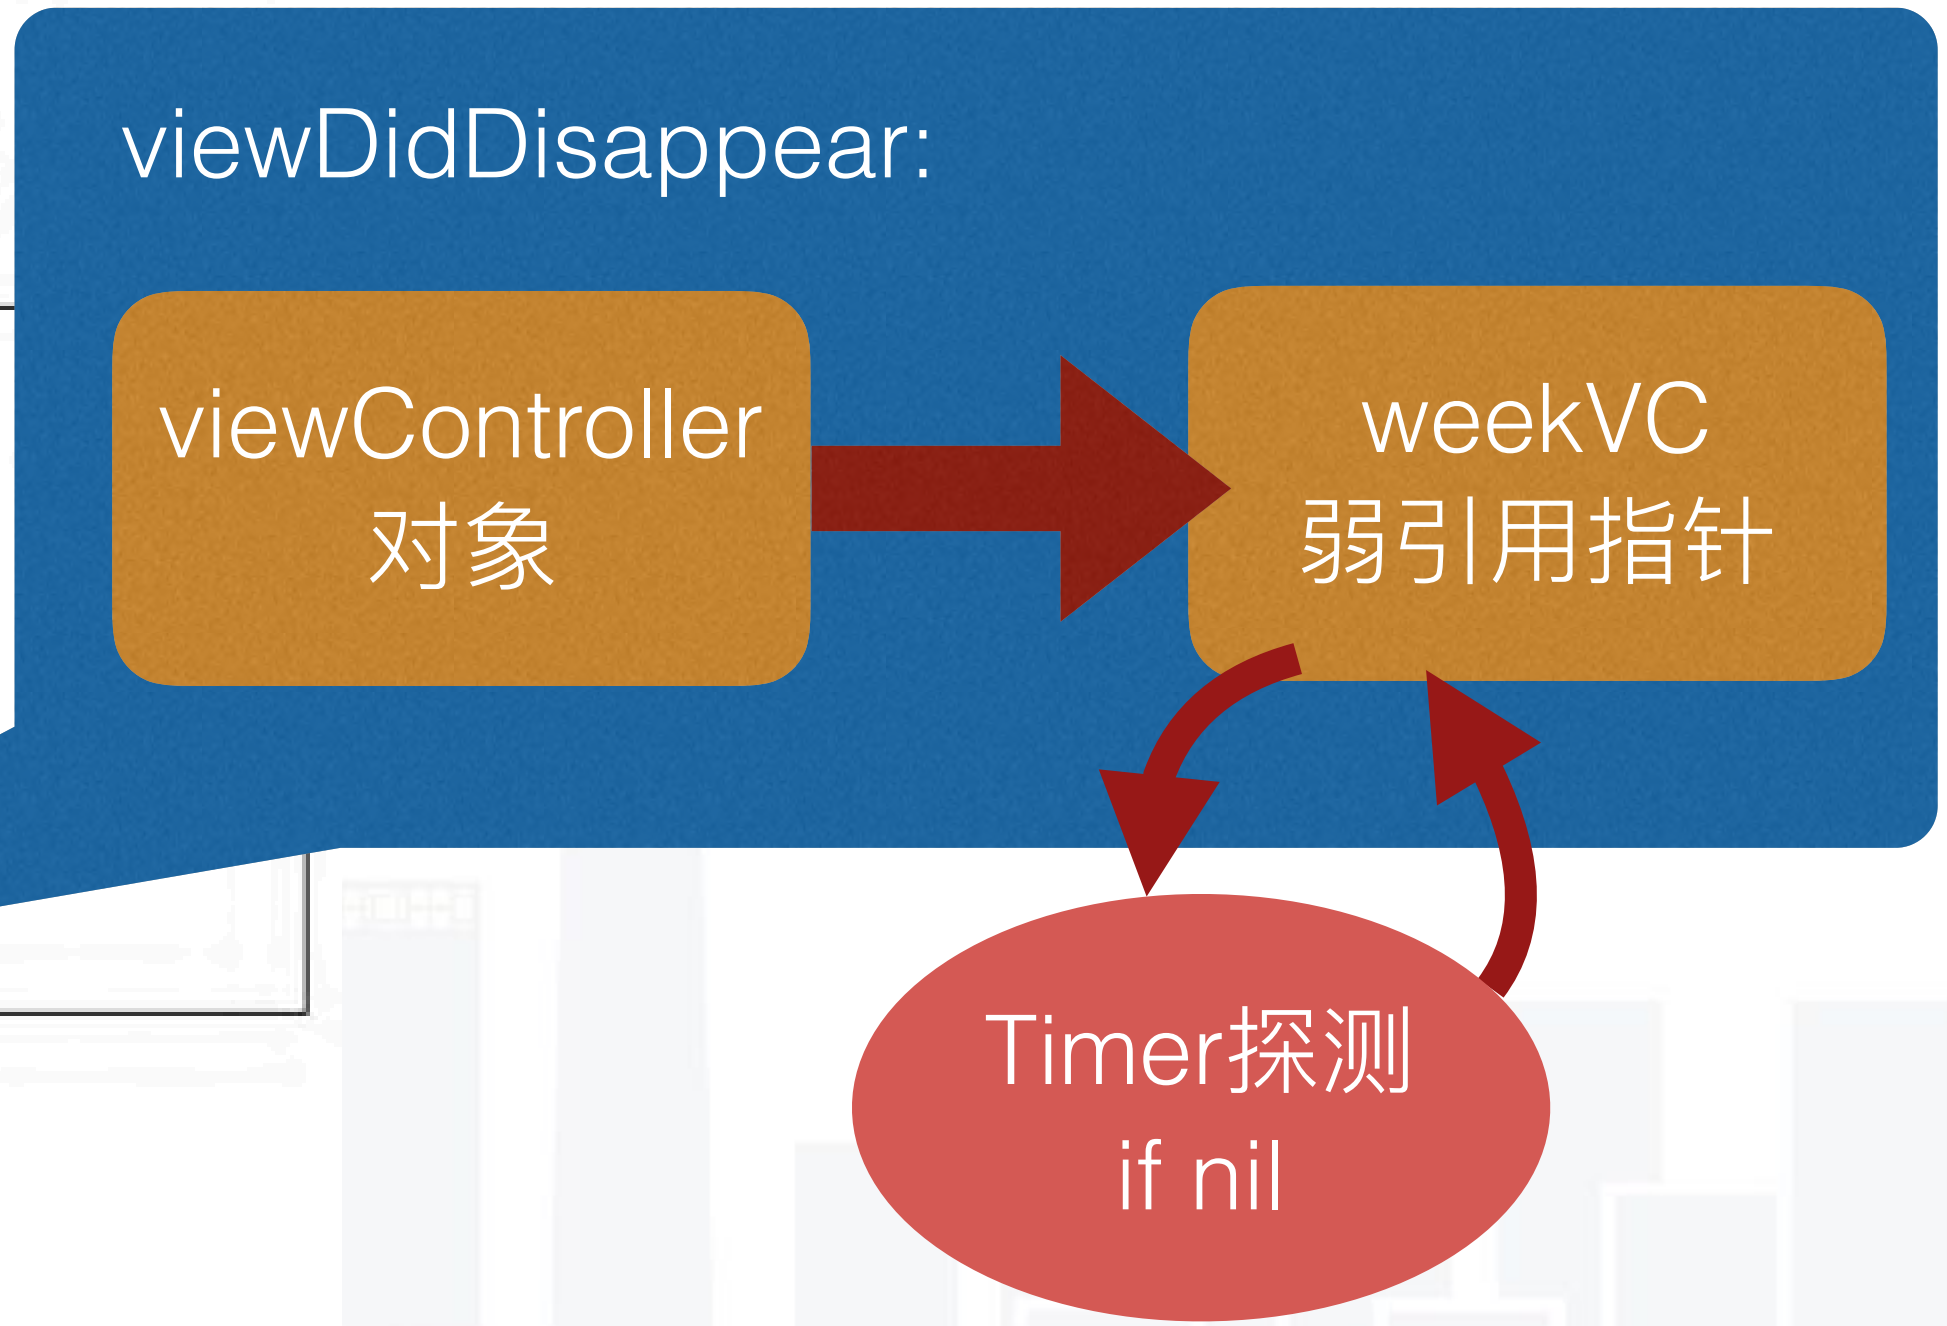 viewDidDisappear:
viewController
对象
weekVC
弱引用指针
Timer探测
if nil